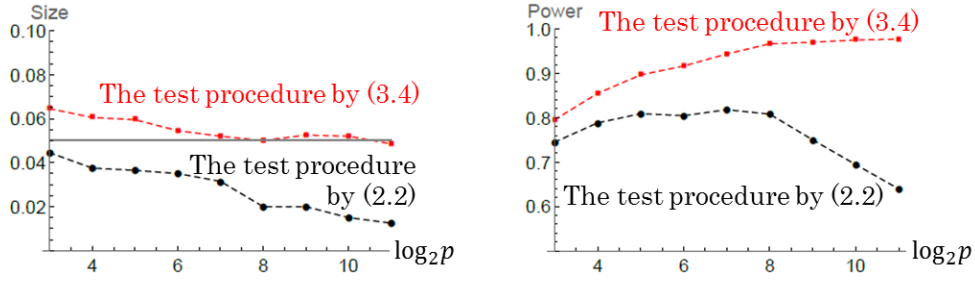 Size
0.10
0.08
The test procedure by (3.4)
0.06
0.04
The test procedure
by (2.2)
0.02
4 6 8 10
log₂p
Power
1.0
The test procedure by (3.4)
0.9
0.8
0.7
The test procedure by (2.2)
0.6
4 6 8 10
log₂p